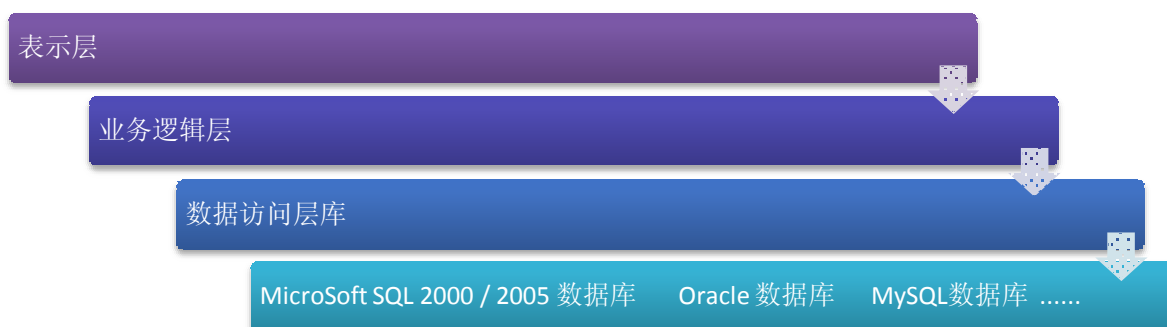 表示层
业务逻辑层
数据访问层库
MicroSoft SQL 2000 / 2005 数据库 Oracle 数据库 MySQL数据库 ......